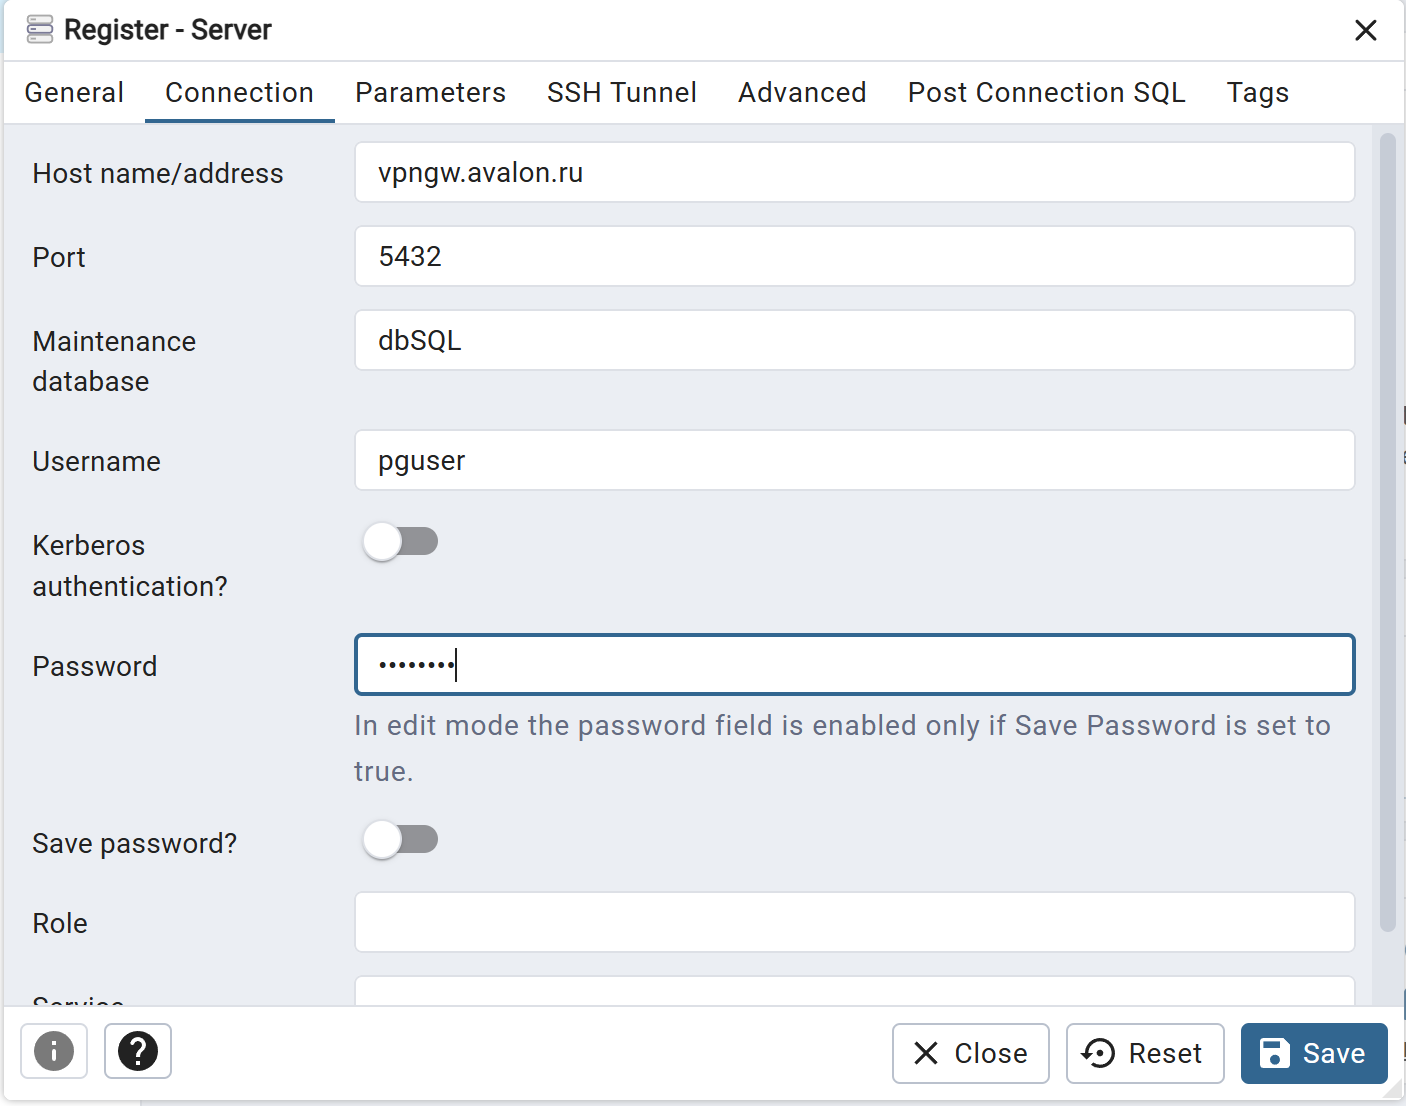 Register - Server
General Connection Parameters SSH Tunnel Advanced Post Connection SQL Tags
Host name/address vpngw.avalon.ru
Port 5432
Maintenance database dbSQL
Username pguser
Kerberos authentication?
Password ••••••••
In edit mode the password field is enabled only if Save Password is set to
true.
Save password?
Role
Service
Close Reset Save